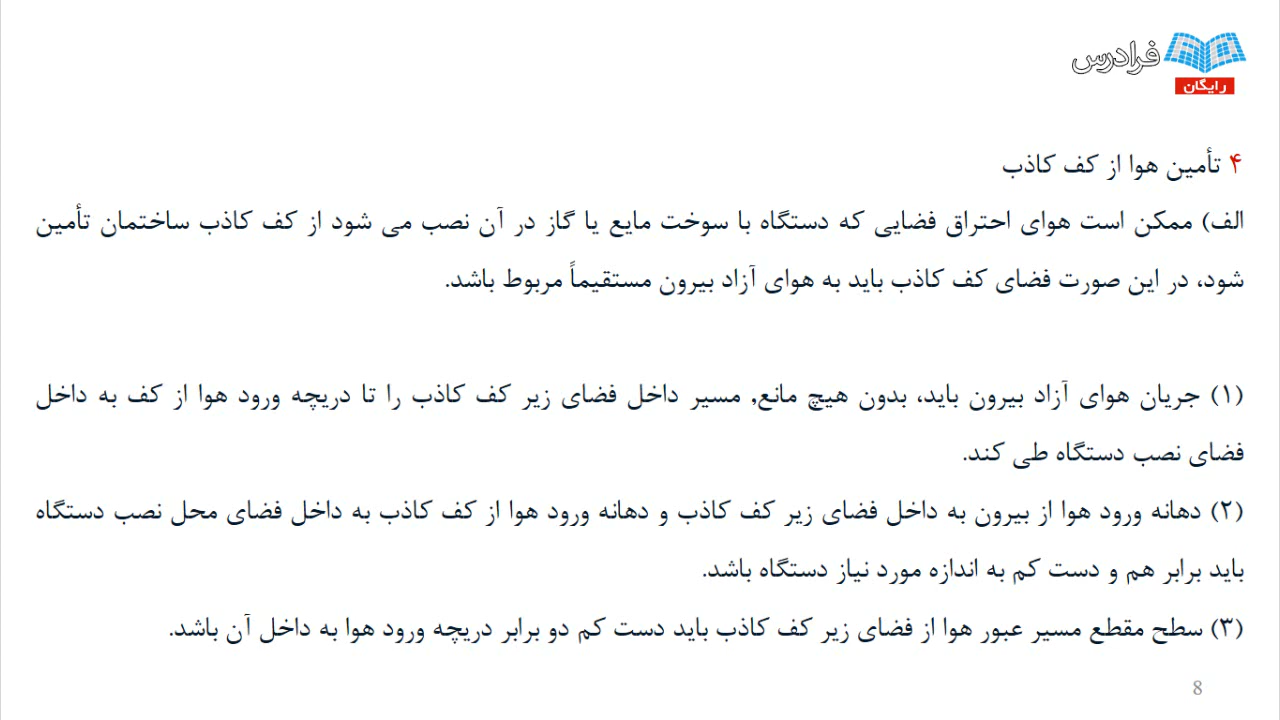 فرادرس
رایگان
۴ تأمین هوا از کف کاذب
الف) ممکن است هوای احتراق فضایی که دستگاه با سوخت مایع یا گاز در آن نصب می شود از کف کاذب ساختمان تأمین
شود، در این صورت فضای کف کاذب باید به هوای آزاد بیرون مستقیماً مربوط باشد.
(۱) جریان هوای آزاد بیرون باید، بدون هیچ مانع, مسیر داخل فضای زیر کف کاذب را تا دریچه ورود هوا از کف به داخل
فضای نصب دستگاه طی کند.
(۲) دهانه ورود هوا از بیرون به داخل فضای زیر کف کاذب و دهانه ورود هوا از کف کاذب به داخل فضای محل نصب دستگاه
باید برابر هم و دست کم به اندازه مورد نیاز دستگاه باشد.
(۳) سطح مقطع مسیر عبور هوا از فضای زیر کف کاذب باید دست کم دو برابر دریچه ورود هوا به داخل آن باشد.
8